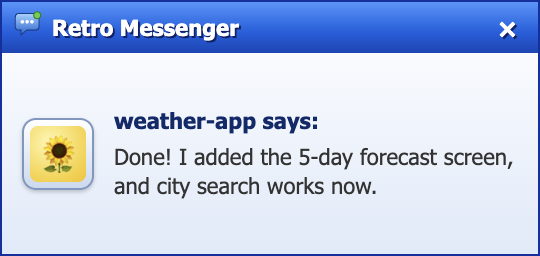 Retro Messenger
weather-app says:
Done! I added the 5-day forecast screen,
and city search works now.